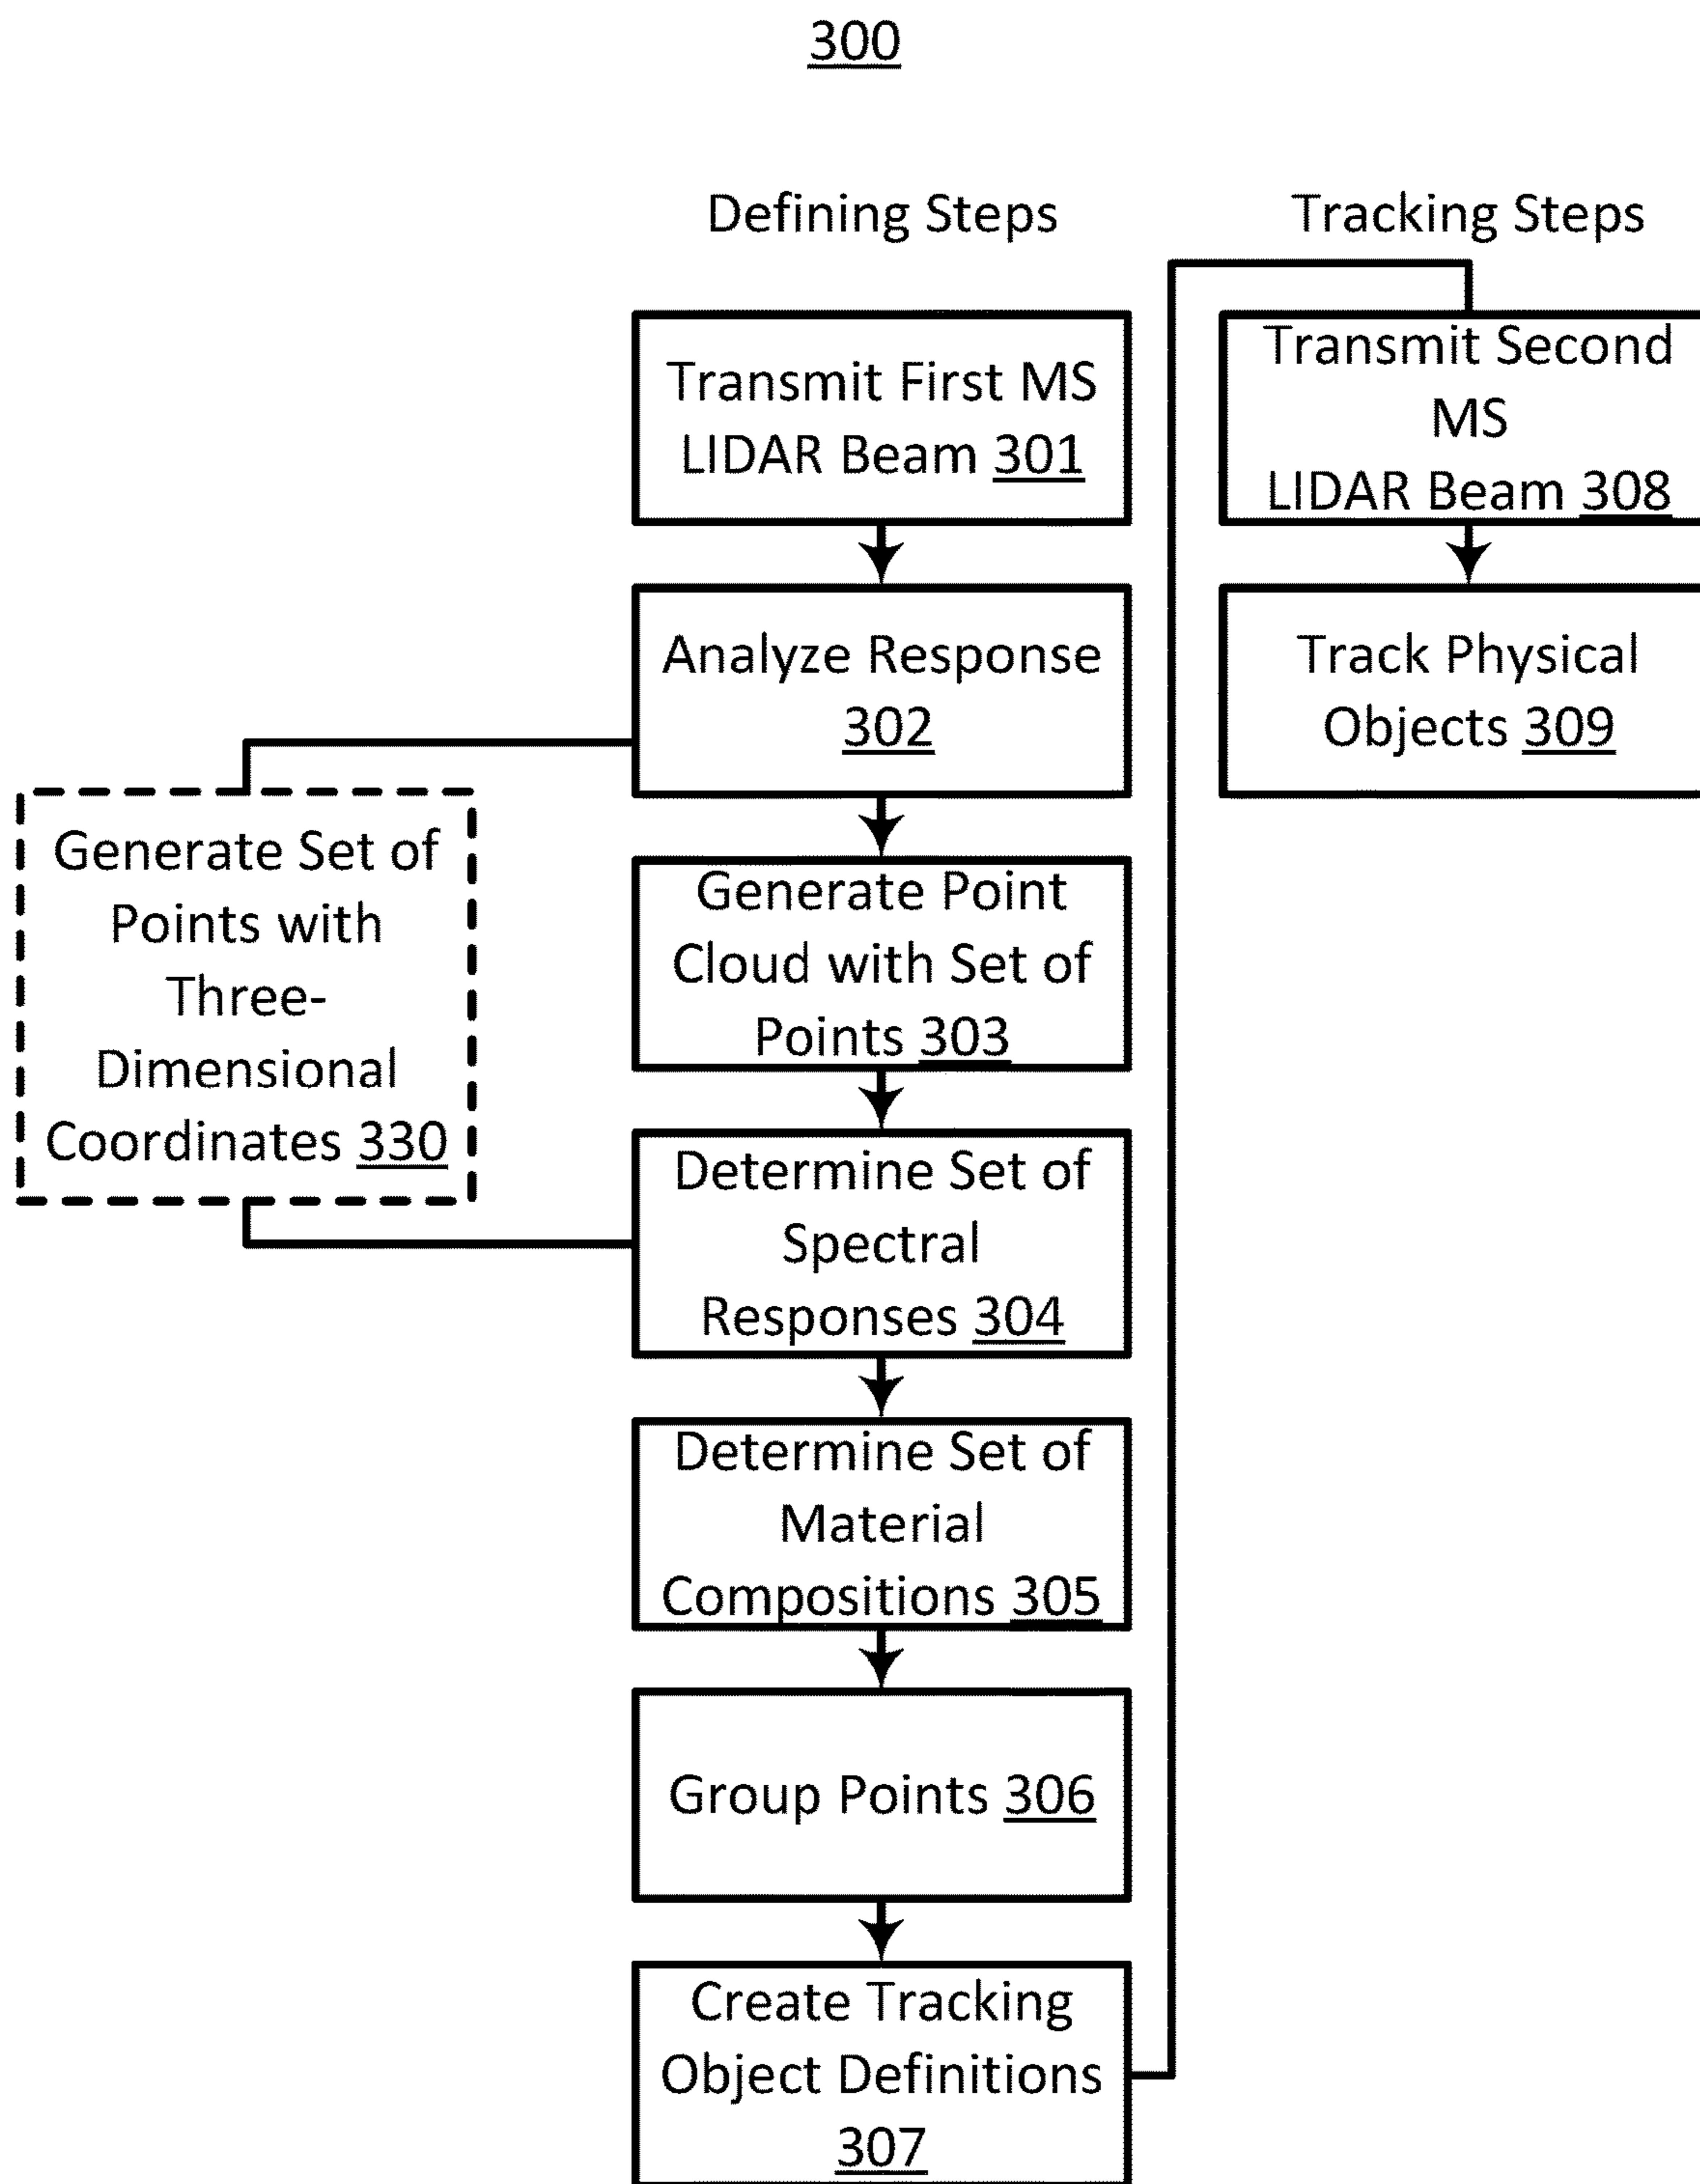 300
Defining Steps
Tracking Steps
Transmit First MS
LIDAR Beam 301
Analyze Response
302
Generate Set of
Points with
Three-
Dimensional
Coordinates 330
Generate Point
Cloud with Set of
Points 303
Determine Set of
Spectral
Responses 304
Determine Set of
Material
Compositions 305
Group Points 306
Create Tracking
Object Definitions
307
Transmit Second
MS
LIDAR Beam 308
Track Physical
Objects 309